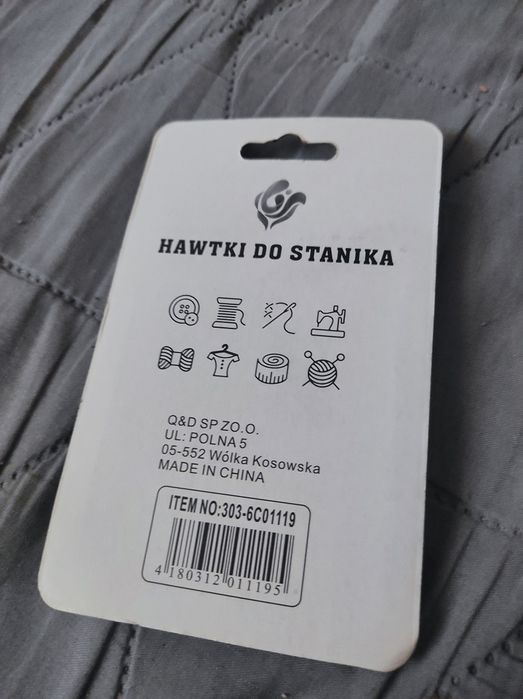 HAWTKI DO STANIKA
Q&D SP ZO.O.
UL: POLNA 5
05-552 Wólka Kosowska
MADE IN CHINA
ITEM NO:303-6C01119
4 180312 011195